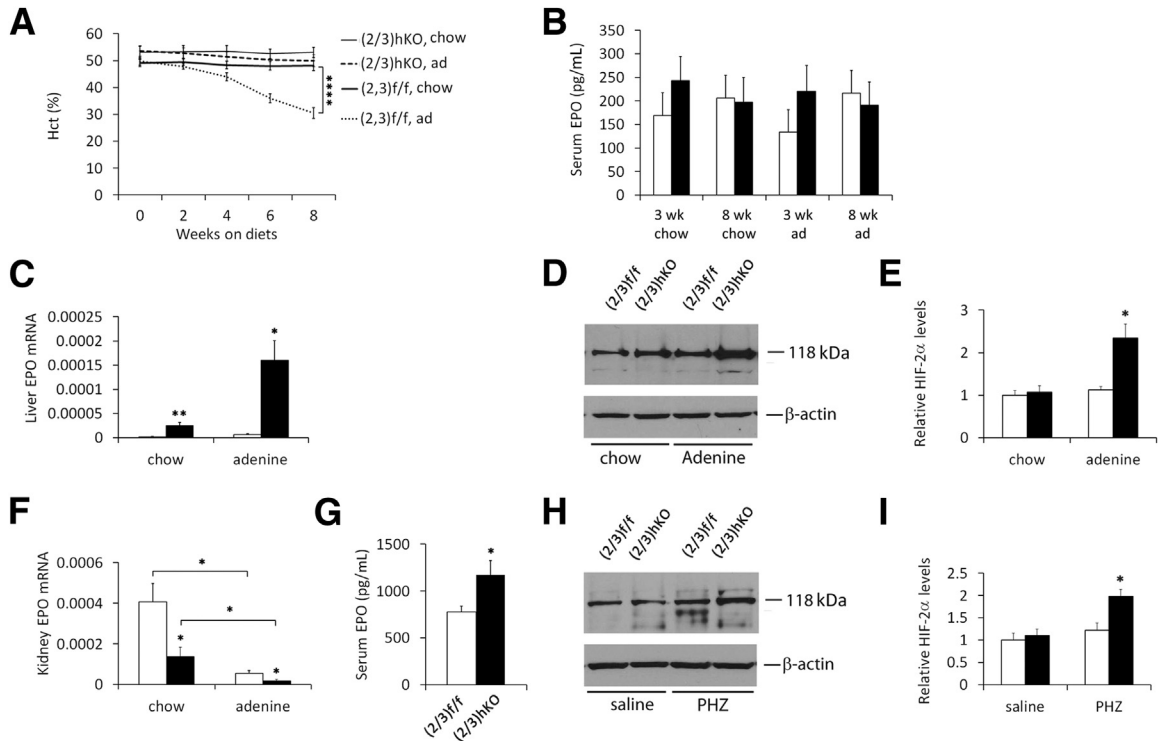 A
Hct (%)
60
50
40
30
20
10
0
0 2 4 6 8
Weeks on diets
(2/3)hKO, chow
(2/3)hKO, ad
(2,3)f/f, chow
(2,3)f/f, ad
****
B
Serum EPO (pg/mL)
350
300
250
200
150
100
50
0
3 wk 8 wk 3 wk 8 wk
chow chow ad ad
C
Liver EPO mRNA
0.00025
0.0002
0.00015
0.0001
0.00005
0
** *
chow adenine
D
(2/3)f/f (2/3)hKO (2/3)f/f (2/3)hKO
118 kDa
β-actin
chow Adenine
E
Relative HIF-2α levels
3
2
1
0
*
chow adenine
F
Kidney EPO mRNA
0.0006
0.0004
0.0002
0
*
*
* *
chow adenine
G
Serum EPO (pg/mL)
1500
1000
500
0
*
(2/3)f/f (2/3)hKO
H
(2/3)f/f (2/3)hKO (2/3)f/f (2/3)hKO
118 kDa
β-actin
saline PHZ
I
Relative HIF-2α levels
2.5
2
1.5
1
0.5
0
*
saline PHZ